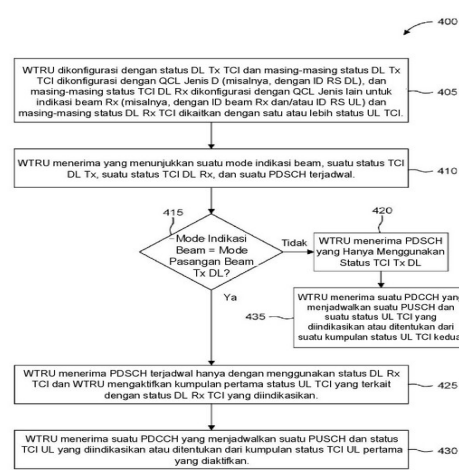 400
WTRU dikonfigurasi dengan status DL Tx TCI dan masing-masing status DL Tx
TCI dikonfigurasi dengan QCL Jenis D (misalnya, dengan ID RS DL), dan
masing-masing status TCI DL Rx dikonfigurasi dengan QCL Jenis lain untuk
indikasi beam Rx (misalnya, dengan ID beam Rx dan/atau ID RS UL) dan
masing-masing status DL Rx TCI dikaitkan dengan satu atau lebih status UL TCI.
405
WTRU menerima yang menunjukkan suatu mode indikasi beam, suatu status TCI
DL Tx, suatu status TCI DL Rx, dan suatu PDSCH terjadwal.
410
415
Mode Indikasi
Beam = Mode
Pasangan Beam
Tx DL?
Tidak
420
WTRU menerima PDSCH
yang Hanya Menggunakan
Status TCI Tx DL
Ya
WTRU menerima suatu PDCCH yang
menjadwalkan suatu PUSCH dan
suatu status UL TCI yang
diindikasikan atau ditentukan dari
suatu kumpulan status UL TCI kedua
435
WTRU menerima PDSCH terjadwal hanya dengan menggunakan status DL Rx
TCI dan WTRU mengaktifkan kumpulan pertama status UL TCI yang terkait
dengan status DL Rx TCI yang diindikasikan.
425
WTRU menerima suatu PDCCH yang menjadwalkan suatu PUSCH dan status
TCI UL yang diindikasikan atau ditentukan dari kumpulan status TCI UL pertama
yang diaktifkan.
430